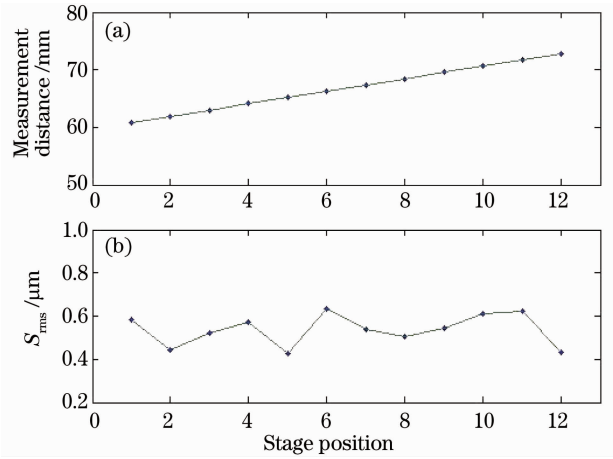 80
(a)
70
60
50
Measurement
distance /mm
0 2 4 6 8 10 12
1.0
(b)
0.8
0.6
0.4
0.2
Srms /μm
0 2 4 6 8 10 12
Stage position